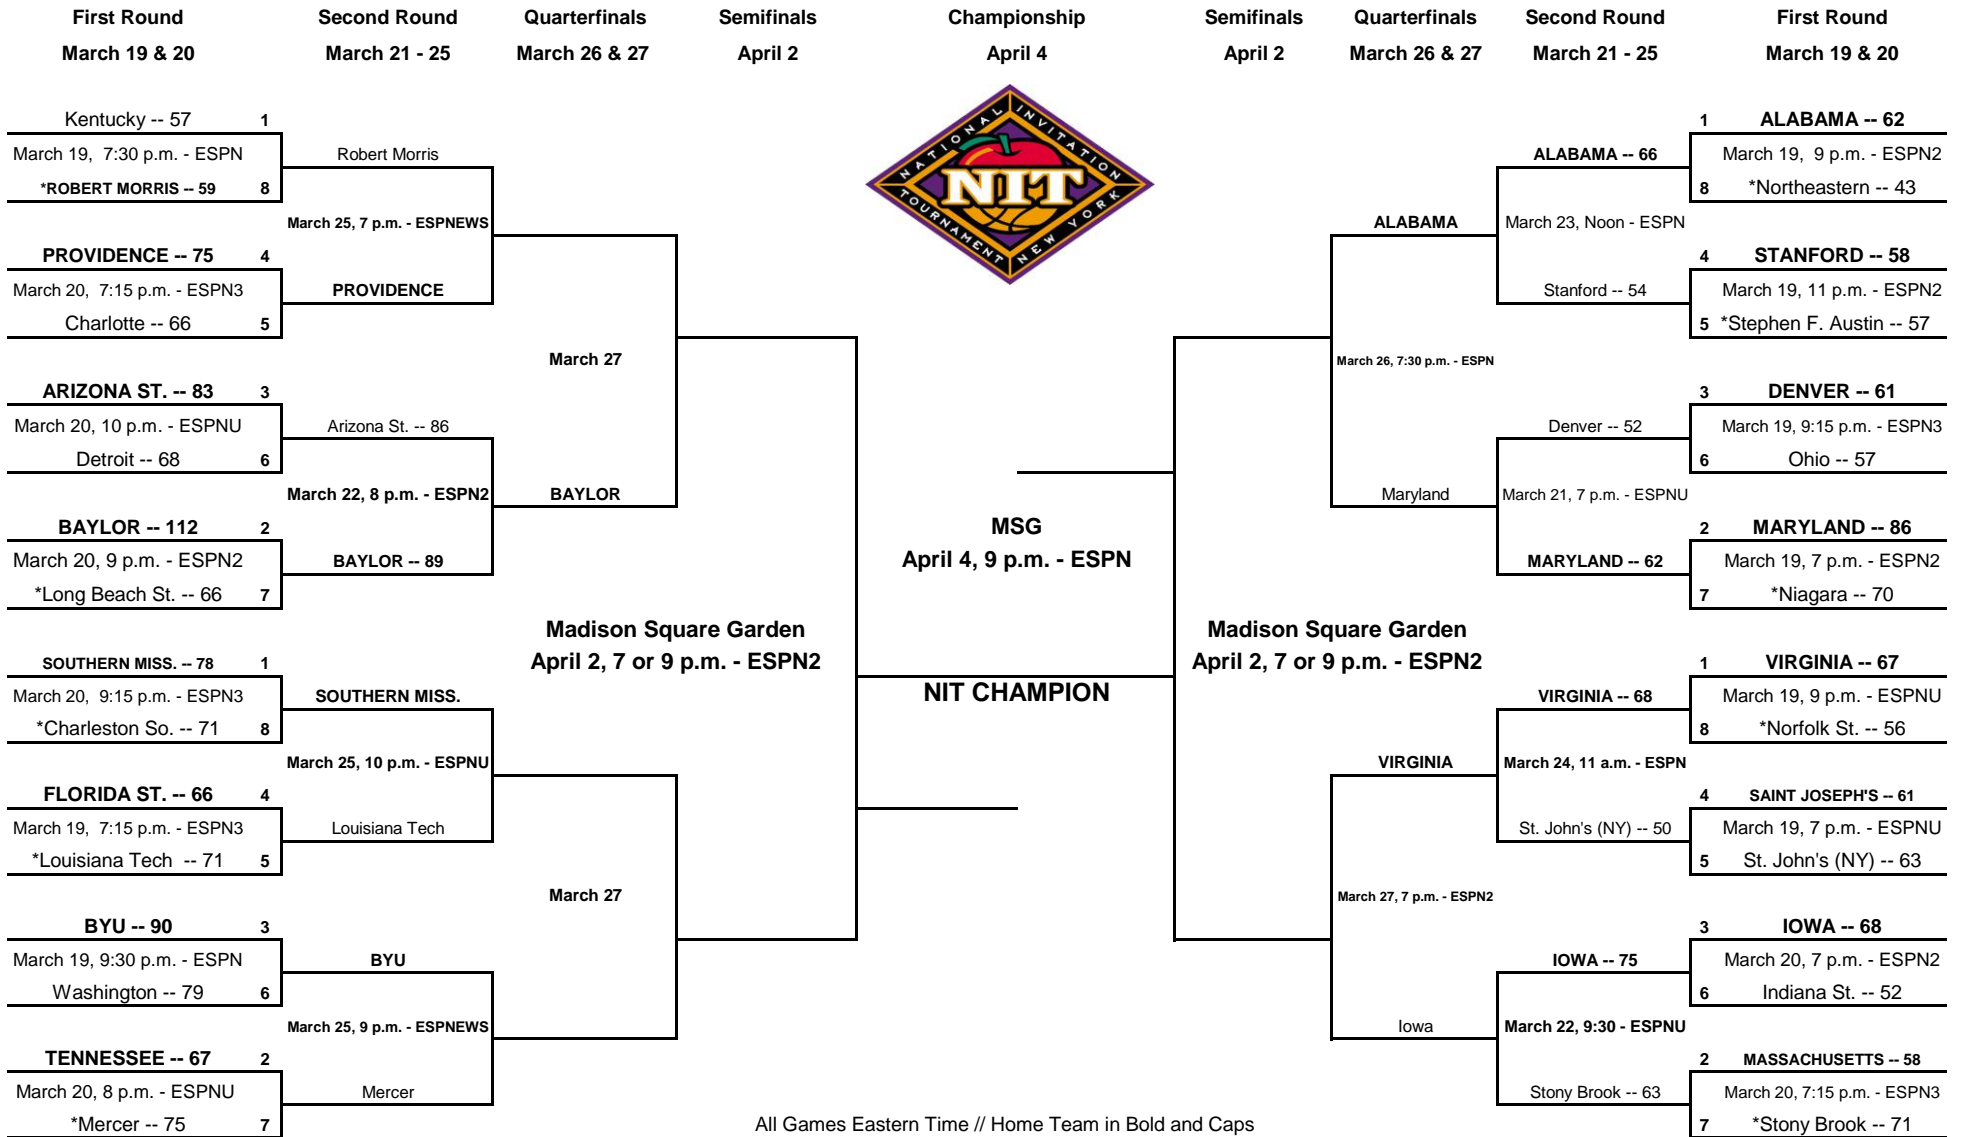 First Round
Second Round
Quarterfinals
Semifinals
Championship
Semifinals
Quarterfinals
Second Round
First Round
March 19 & 20
March 21 - 25
March 26 & 27
April 2
April 4
April 2
March 26 & 27
March 21 - 25
March 19 & 20
Kentucky -- 57 1
March 19, 7:30 p.m. - ESPN
*ROBERT MORRIS -- 59 8
PROVIDENCE -- 75 4
March 20, 7:15 p.m. - ESPN3
Charlotte -- 66 5
ARIZONA ST. -- 83 3
March 20, 10 p.m. - ESPNU
Detroit -- 68 6
BAYLOR -- 112 2
March 20, 9 p.m. - ESPN2
*Long Beach St. -- 66 7
SOUTHERN MISS. -- 78 1
March 20, 9:15 p.m. - ESPN3
*Charleston So. -- 71 8
FLORIDA ST. -- 66 4
March 19, 7:15 p.m. - ESPN3
*Louisiana Tech -- 71 5
BYU -- 90 3
March 19, 9:30 p.m. - ESPN
Washington -- 79 6
TENNESSEE -- 67 2
March 20, 8 p.m. - ESPNU
*Mercer -- 75 7
Robert Morris
March 25, 7 p.m. - ESPNEWS
PROVIDENCE
Arizona St. -- 86
March 22, 8 p.m. - ESPN2
BAYLOR -- 89
SOUTHERN MISS.
March 25, 10 p.m. - ESPNU
Louisiana Tech
BYU
March 25, 9 p.m. - ESPNEWS
Mercer
March 27
BAYLOR
Madison Square Garden
April 2, 7 or 9 p.m. - ESPN2
March 27
NATIONAL INVITATION
NIT
TOURNAMENT NEW YORK
MSG
April 4, 9 p.m. - ESPN
NIT CHAMPION
ALABAMA
March 26, 7:30 p.m. - ESPN
Maryland
Madison Square Garden
April 2, 7 or 9 p.m. - ESPN2
VIRGINIA
March 27, 7 p.m. - ESPN2
Iowa
ALABAMA -- 66
March 23, Noon - ESPN
Stanford -- 54
Denver -- 52
March 21, 7 p.m. - ESPNU
MARYLAND -- 62
VIRGINIA -- 68
March 24, 11 a.m. - ESPN
St. John's (NY) -- 50
IOWA -- 75
March 22, 9:30 - ESPNU
Stony Brook -- 63
1 ALABAMA -- 62
March 19, 9 p.m. - ESPN2
8 *Northeastern -- 43
4 STANFORD -- 58
March 19, 11 p.m. - ESPN2
5 *Stephen F. Austin -- 57
3 DENVER -- 61
March 19, 9:15 p.m. - ESPN3
6 Ohio -- 57
2 MARYLAND -- 86
March 19, 7 p.m. - ESPN2
7 *Niagara -- 70
1 VIRGINIA -- 67
March 19, 9 p.m. - ESPNU
8 *Norfolk St. -- 56
4 SAINT JOSEPH'S -- 61
March 19, 7 p.m. - ESPNU
5 St. John's (NY) -- 63
3 IOWA -- 68
March 20, 7 p.m. - ESPN2
6 Indiana St. -- 52
2 MASSACHUSETTS -- 58
March 20, 7:15 p.m. - ESPN3
7 *Stony Brook -- 71
All Games Eastern Time // Home Team in Bold and Caps